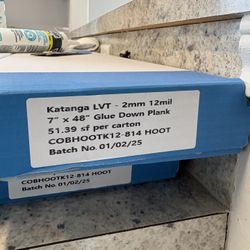 Katanga LVT - 2mm 12mil
7" x 48" Glue Down Plank
51.39 sf per carton
COBHOOTK12-814 HOOT
Batch No. 01/02/25
COBHOOTK12-814 HOOT
Batch No. 01/02/25